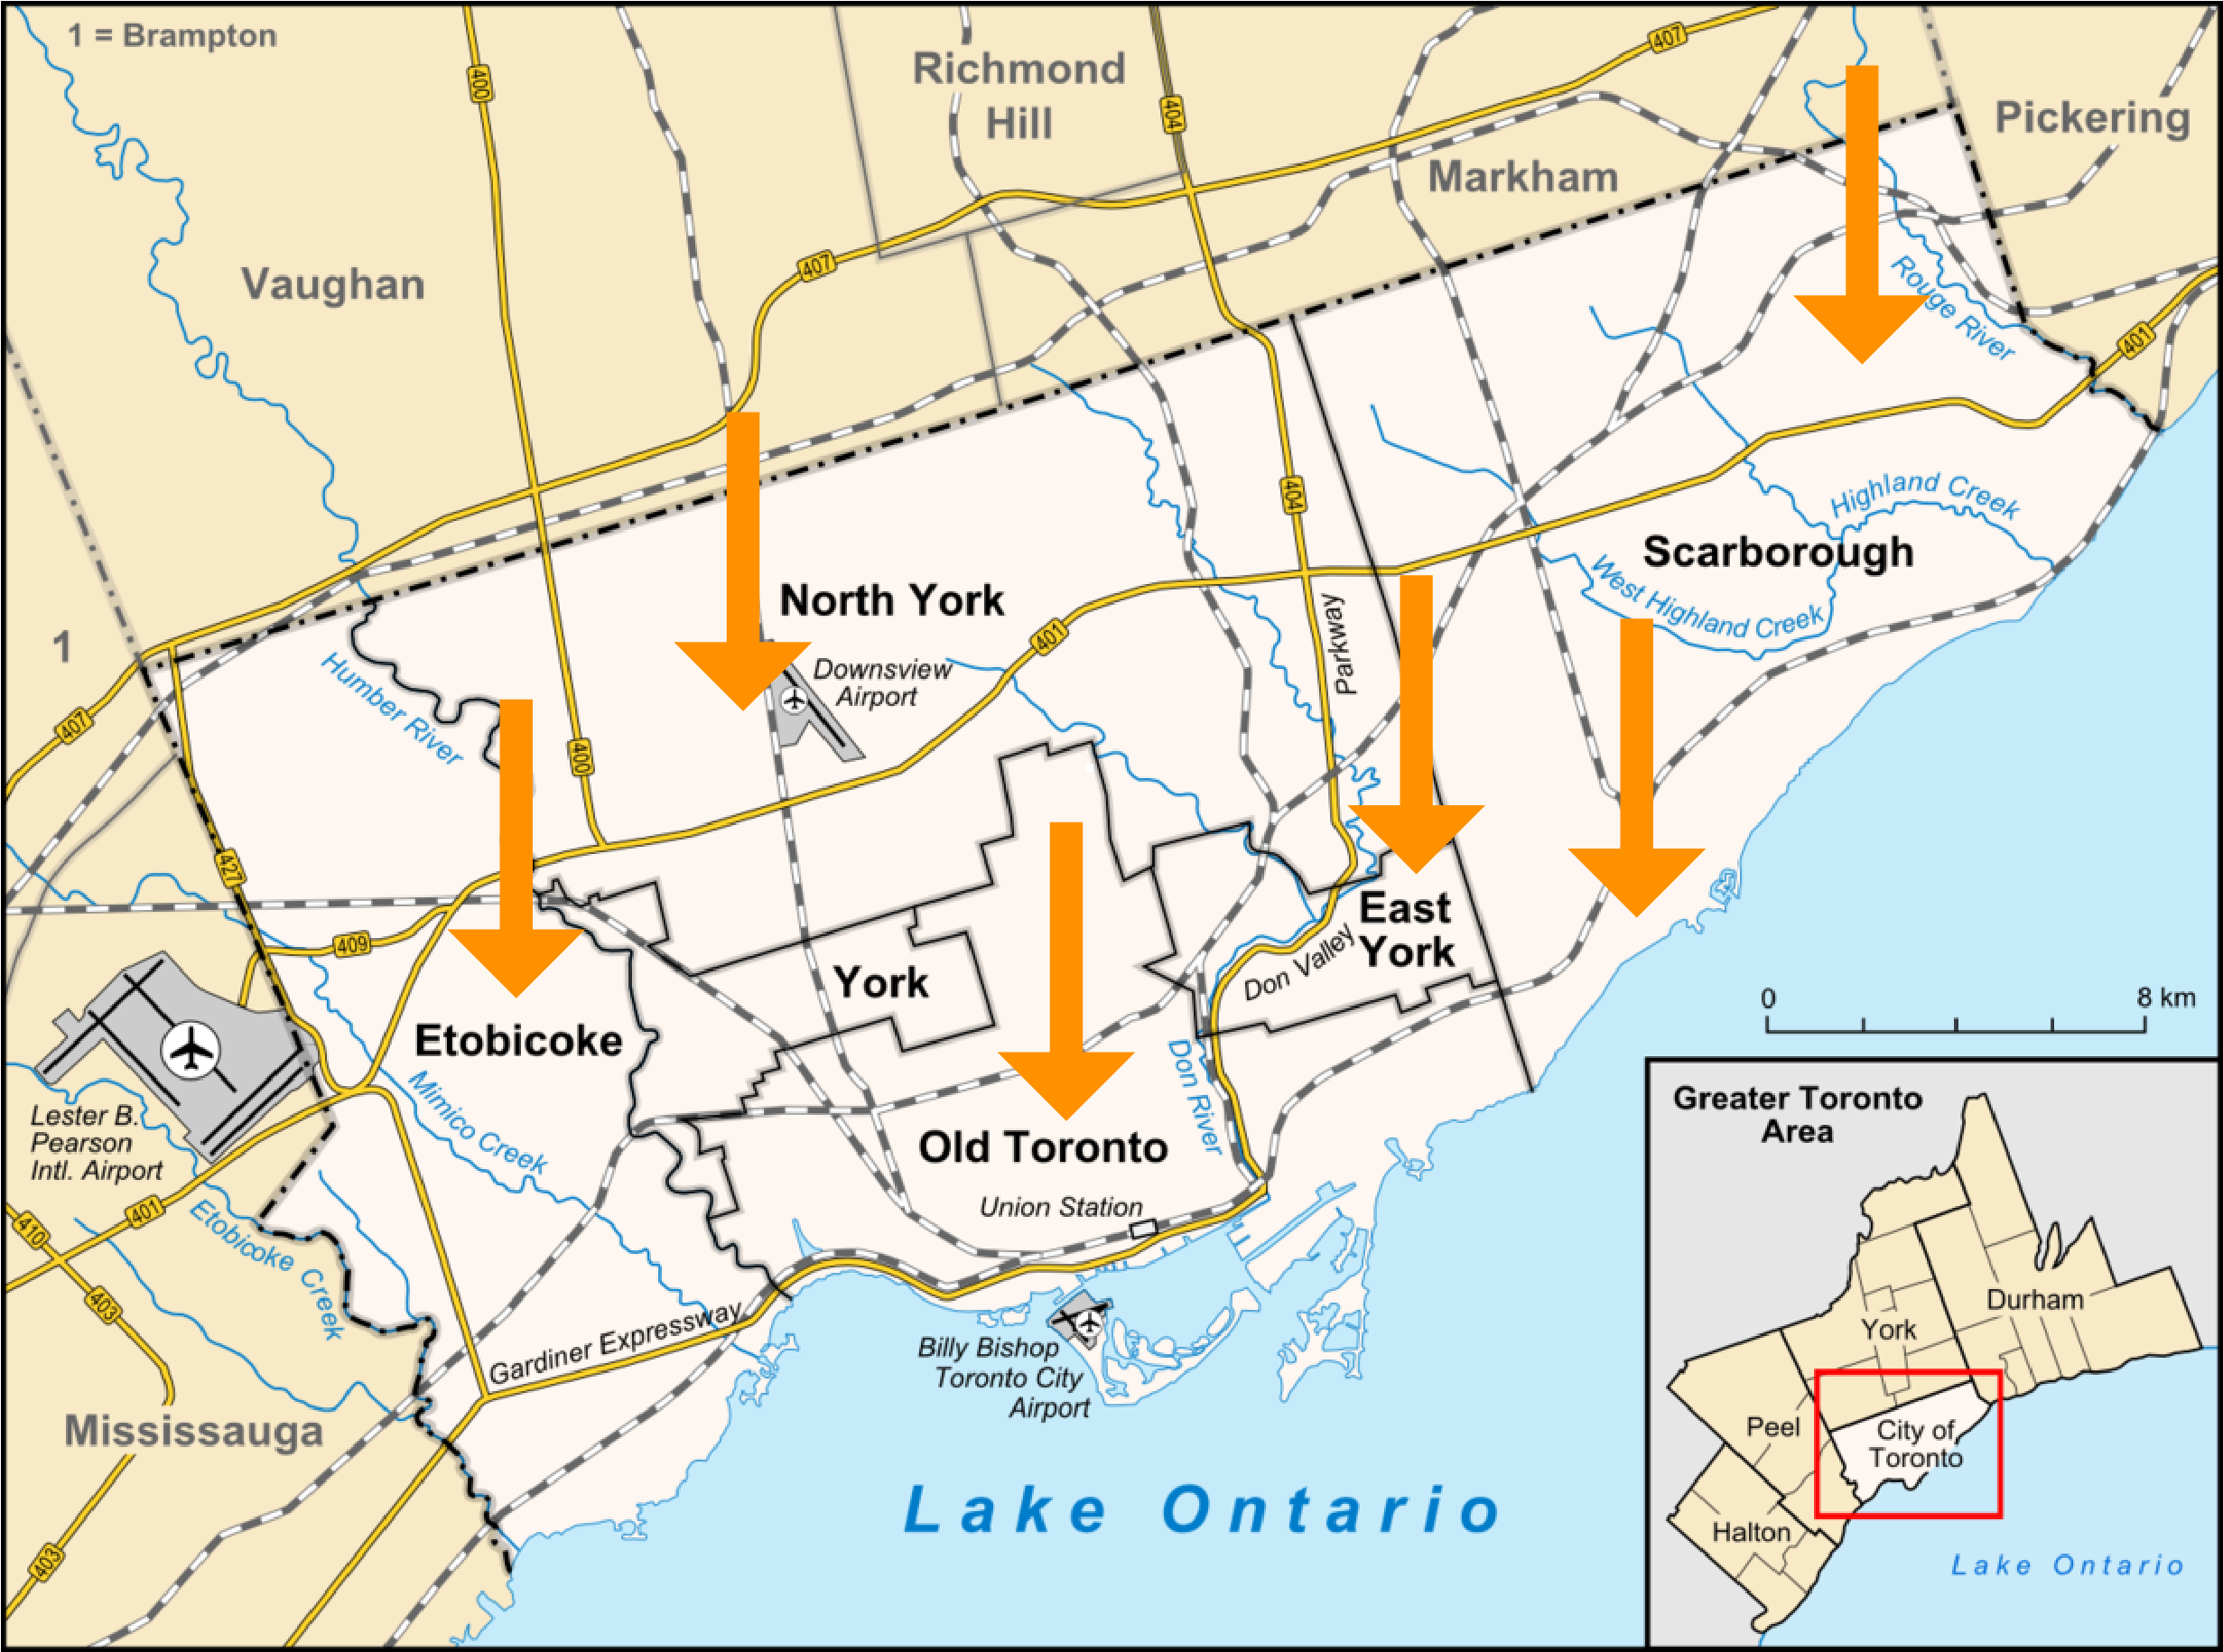 1 = Brampton
Richmond
Hill
Markham
Pickering
Vaughan
400
404
407
407
Rouge River
401
404
Highland Creek
Scarborough
West Highland Creek
North York
401
Parkway
Downsview
Airport
1
Humber River
407
400
427
409
East
York
Don Valley
York
Etobicoke
Mimico Creek
Lester B.
Pearson
Intl. Airport
Don River
Old Toronto
Union Station
401
410
403
Etobicoke Creek
Gardiner Expressway
Billy Bishop
Toronto City
Airport
Mississauga
403
Lake Ontario
0 8 km
Greater Toronto
Area
Durham
York
Peel
City of
Toronto
Halton
Lake Ontario